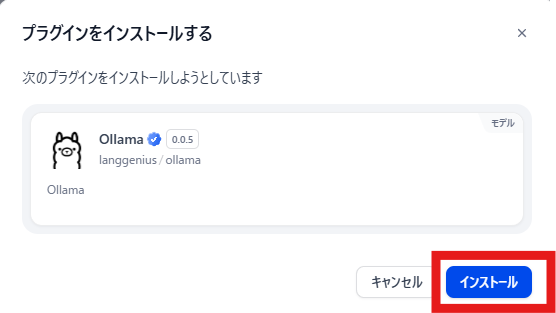 プラグインをインストールする
次のプラグインをインストールしようとしています
モデル
Ollama 0.0.5
langgenius / ollama
Ollama
キャンセル インストール